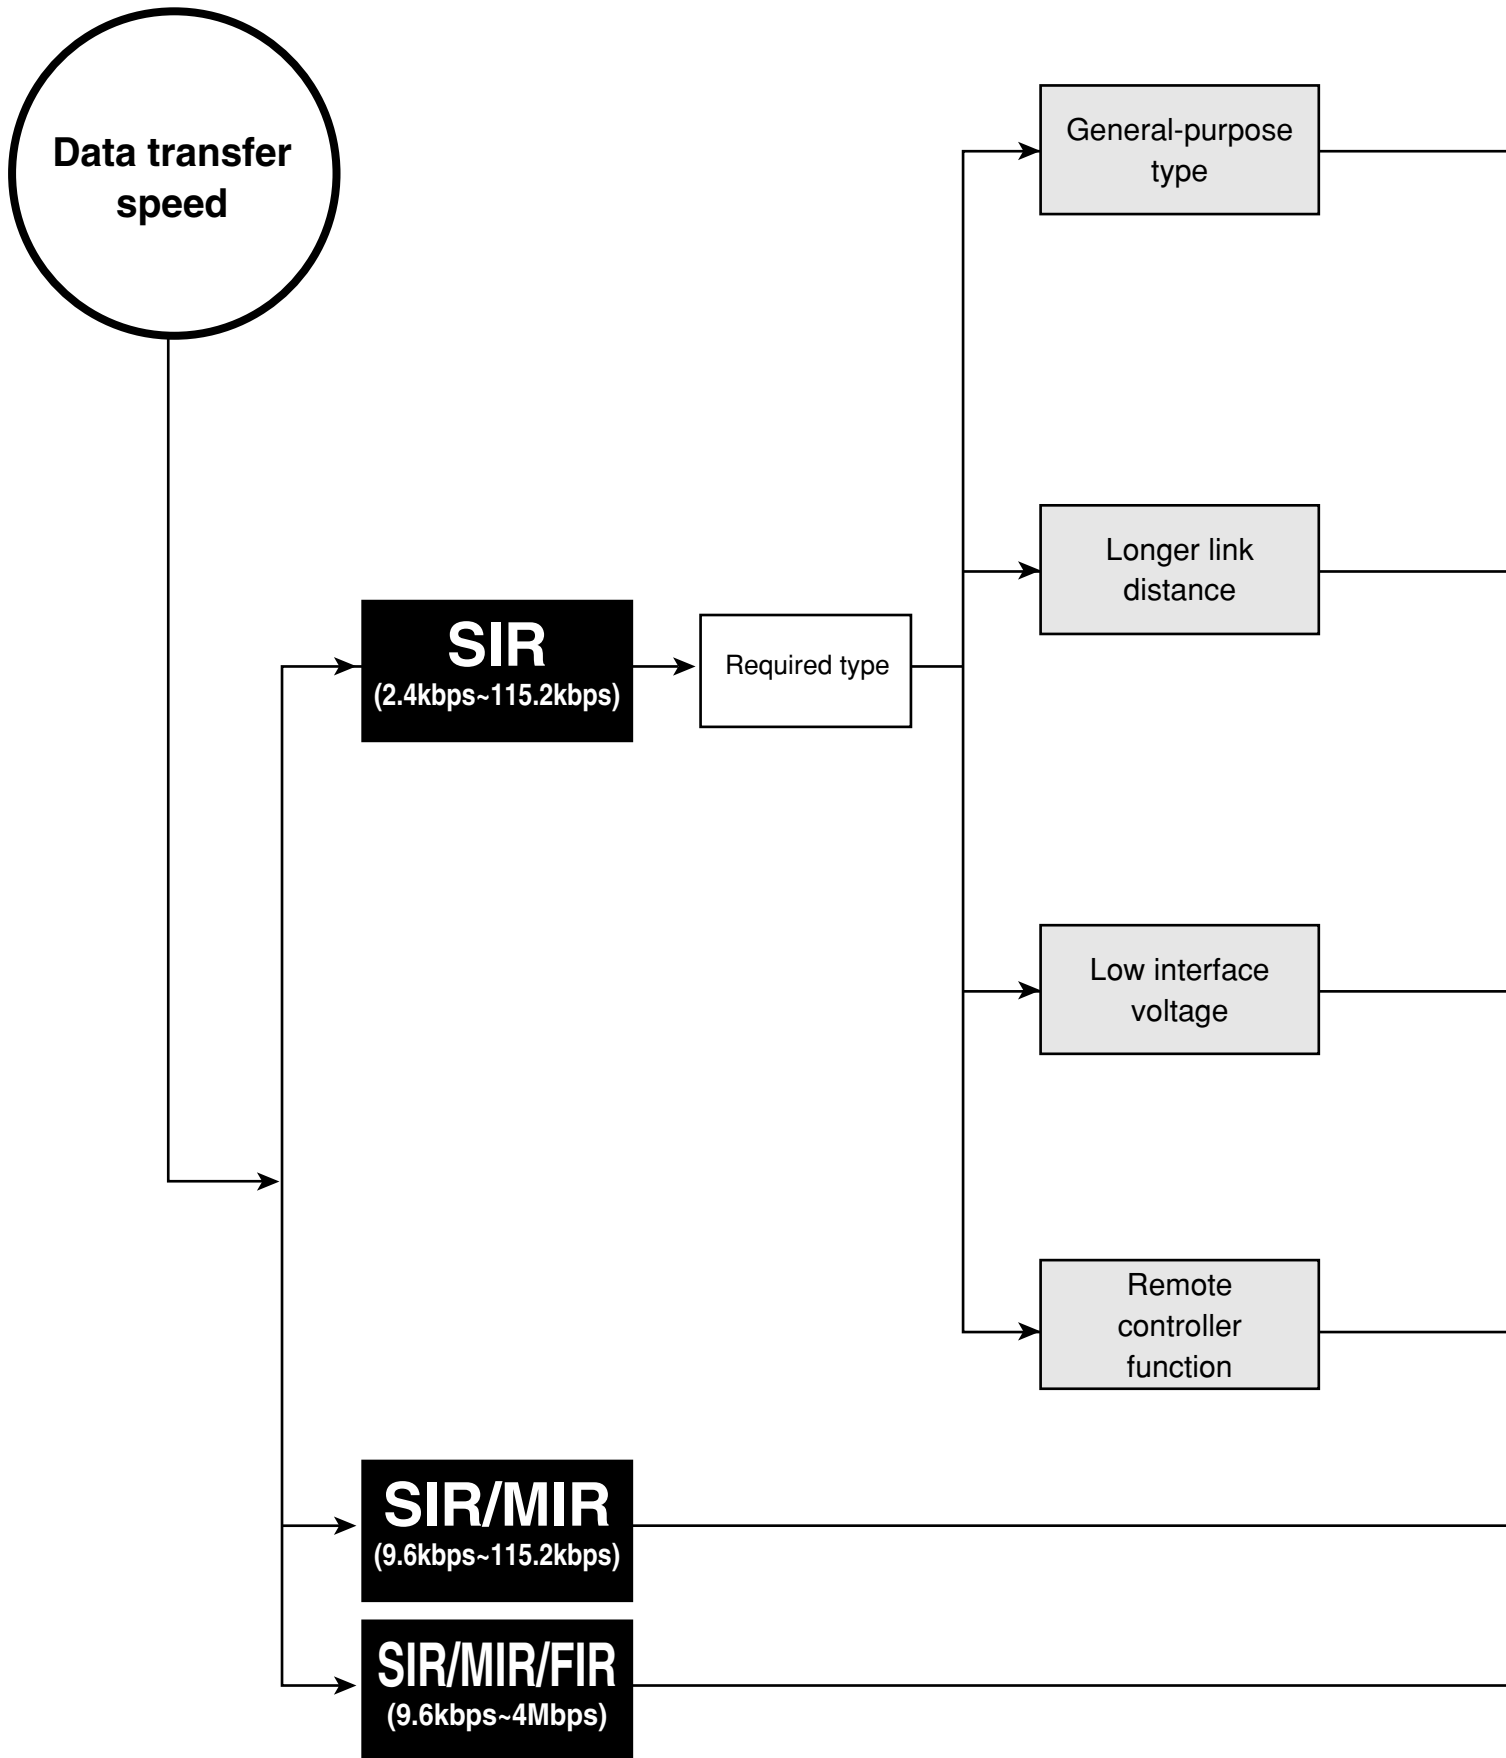 Data transfer
speed
General-purpose
type
Longer link
distance
SIR
(2.4kbps~115.2kbps)
Required type
Low interface
voltage
Remote
controller
function
SIR/MIR
(9.6kbps~115.2kbps)
SIR/MIR/FIR
(9.6kbps~4Mbps)